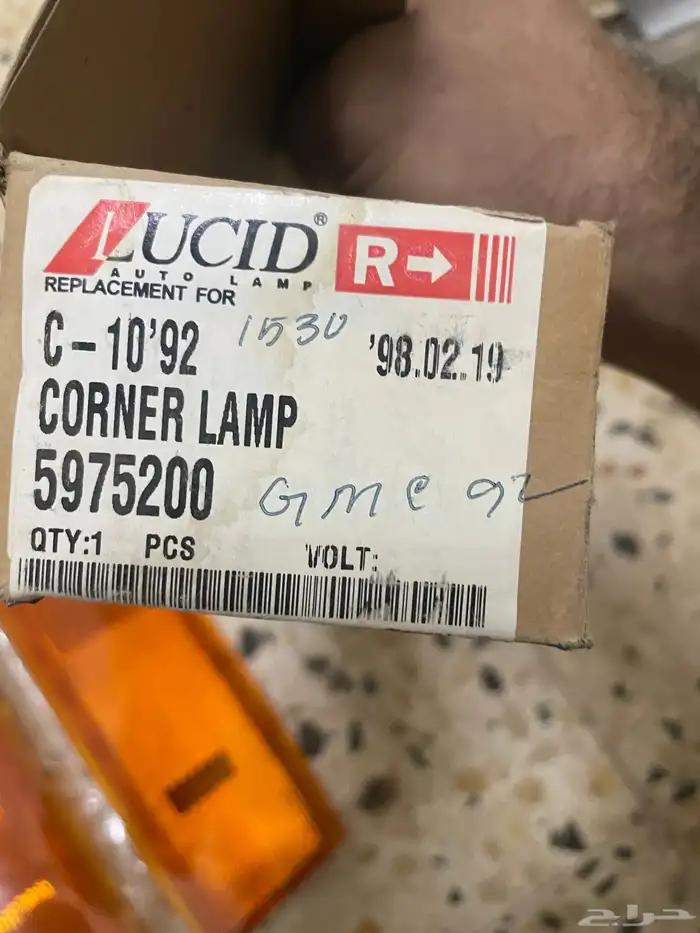 LUCID®
AUTO LAMP
R→
REPLACEMENT FOR
C-10'92 1530 '98.02.19
CORNER LAMP
5975200 GMC 92
QTY:1 PCS VOLT:
حراج